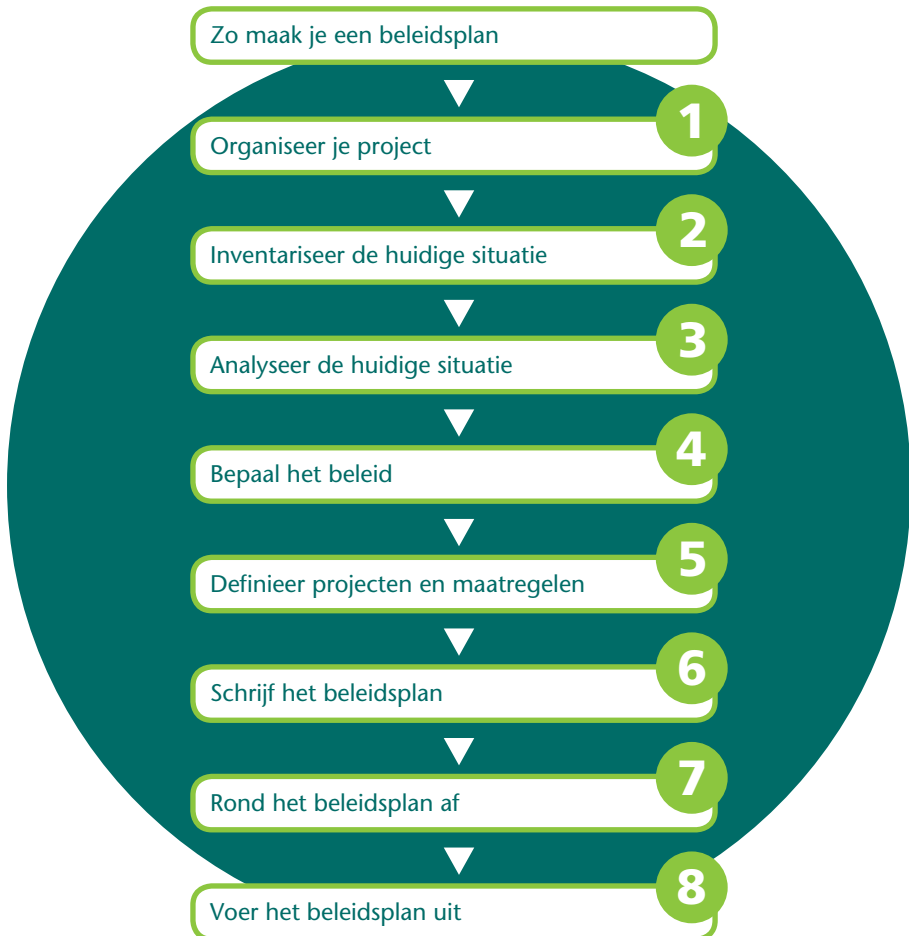 Zo maak je een beleidsplan
1
Organiseer je project
2
Inventariseer de huidige situatie
3
Analyseer de huidige situatie
4
Bepaal het beleid
5
Definieer projecten en maatregelen
6
Schrijf het beleidsplan
7
Rond het beleidsplan af
8
Voer het beleidsplan uit